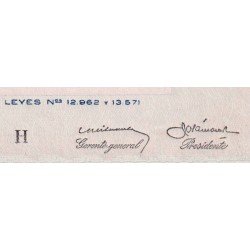 LEYES Nos 12.962 Y 13.571
H
Gerente general Presidente